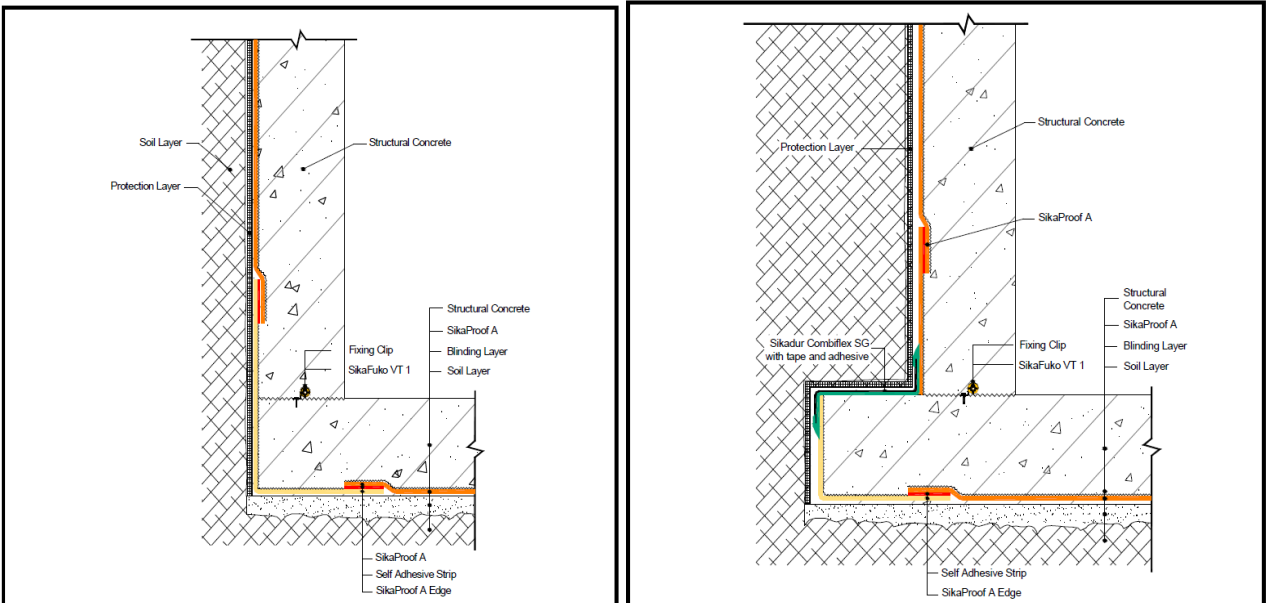 Soil Layer
Structural Concrete
Protection Layer
Structural Concrete
SikaProof A
Fixing Clip
Blinding Layer
SikaFuko VT 1
Soil Layer
SikaProof A
Self Adhesive Strip
SikaProof A Edge
Structural Concrete
Protection Layer
SikaProof A
Structural
Concrete
SikaProof A
Sikadur Combiflex SG
with tape and adhesive
Fixing Clip
Blinding Layer
SikaFuko VT 1
Soil Layer
Self Adhesive Strip
SikaProof A Edge